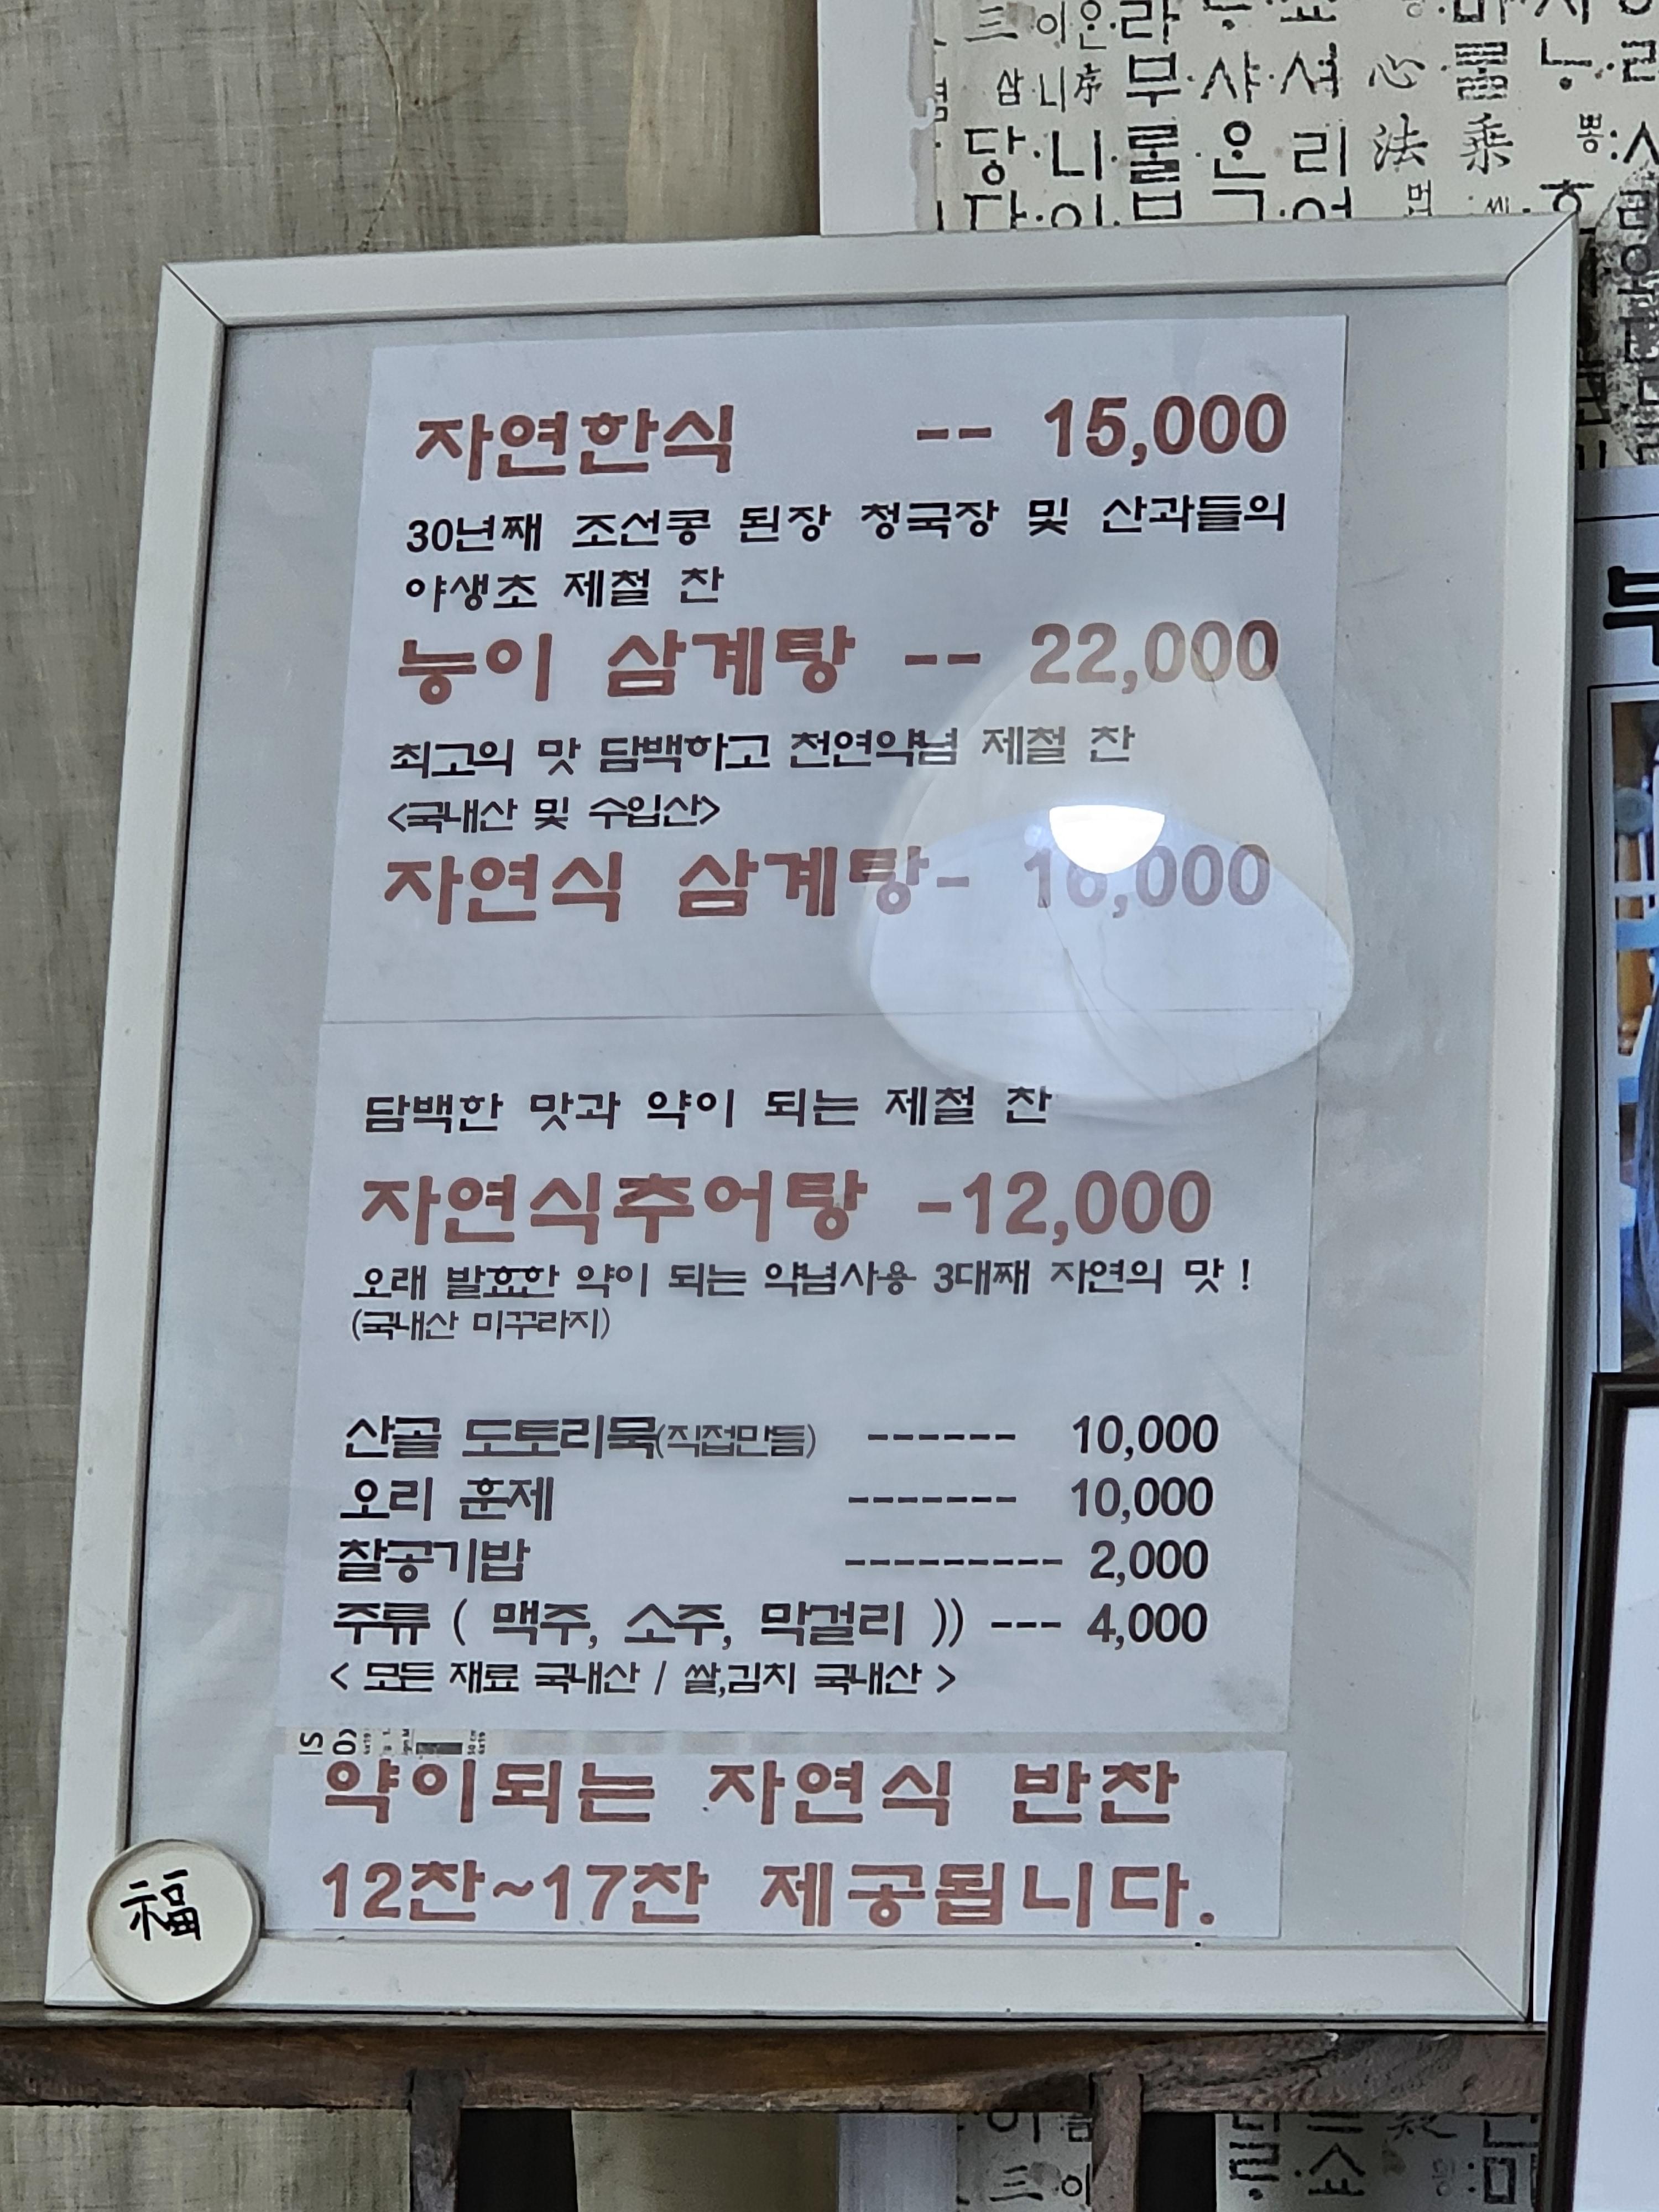 자연한식 -- 15,000
30년째 조선콩 된장 청국장 및 산과들의
야생초 제철 찬
능이 삼계탕 -- 22,000
최고의 맛 담백하고 천연약념 제철 찬
<국내산 및 수입산>
자연식 삼계탕- 16,000
담백한 맛과 약이 되는 제철 찬
자연식추어탕 -12,000
오래 발효한 약이 되는 약념사용 3대째 자연의 맛 !
(국내산 미꾸라지)
산골 도토리묵(직접만듬) ------ 10,000
오리 훈제 ------- 10,000
찰공기밥 --------- 2,000
주류 ( 맥주, 소주, 막걸리 )) --- 4,000
< 모든 재료 국내산 / 쌀,김치 국내산 >
약이되는 자연식 반찬
12찬~17찬 제공됩니다.
福